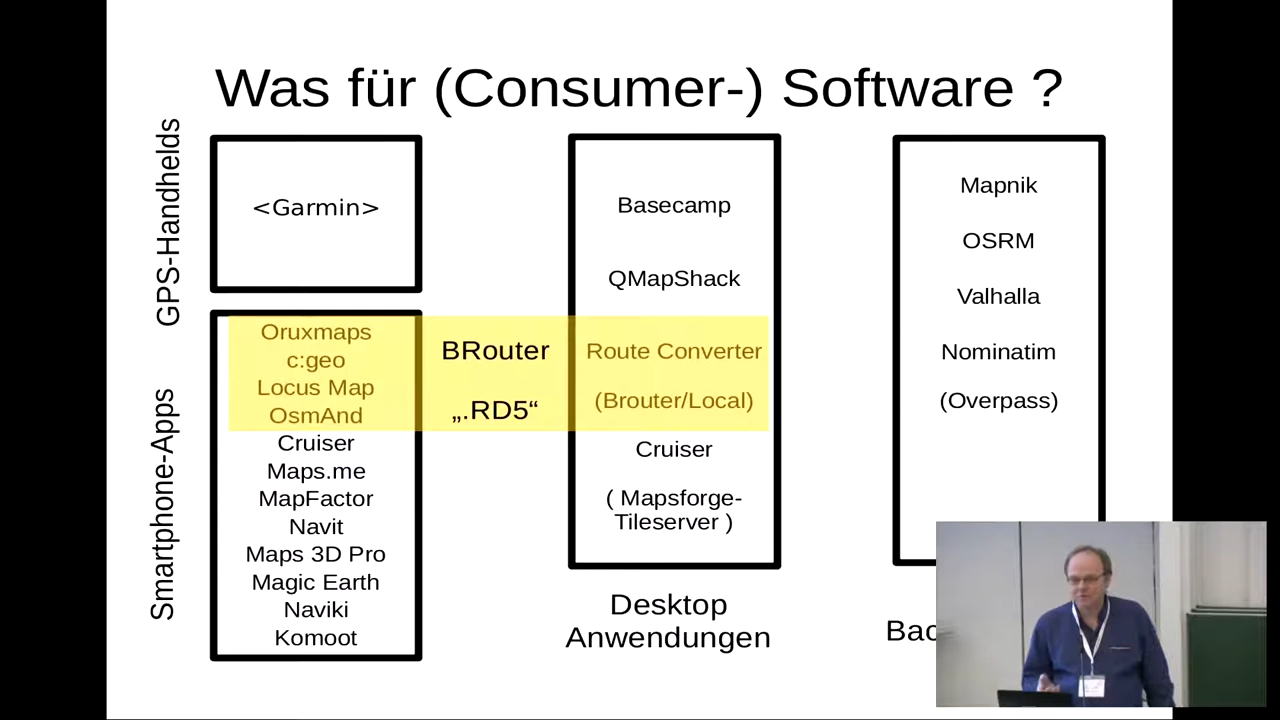 Was für (Consumer-) Software ?
GPS-Handhelds
<Garmin>
Smartphone-Apps
Oruxmaps
c:geo
Locus Map
OsmAnd
Cruiser
Maps.me
MapFactor
Navit
Maps 3D Pro
Magic Earth
Naviki
Komoot
BRouter
„.RD5“
Basecamp
QMapShack
Route Converter
(Brouter/Local)
Cruiser
( Mapsforge-
Tileserver )
Desktop
Anwendungen
Mapnik
OSRM
Valhalla
Nominatim
(Overpass)